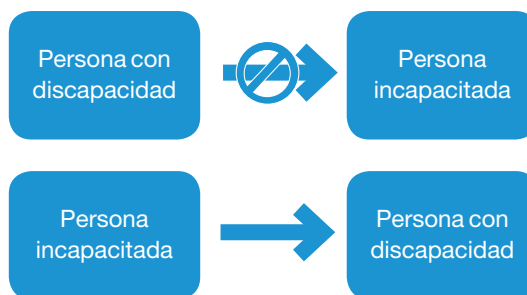 Persona con
discapacidad
Persona
incapacitada
Persona
incapacitada
Persona con
discapacidad